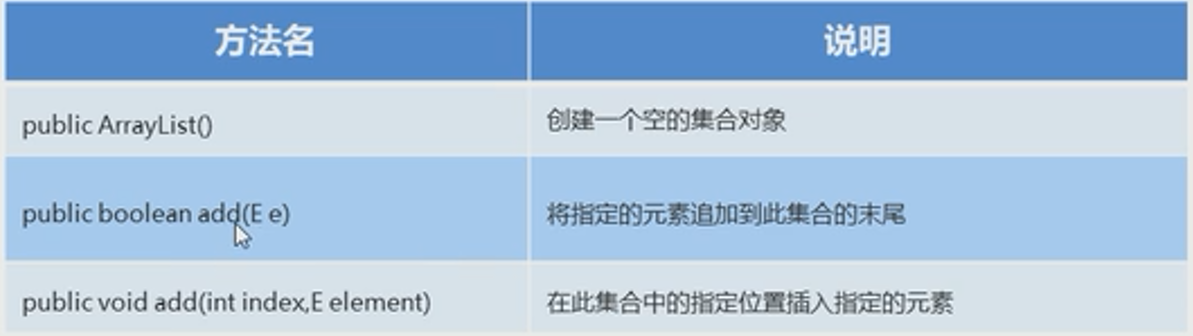 方法名 说明
public ArrayList() 创建一个空的集合对象
public boolean add(E e) 将指定的元素追加到此集合的末尾
public void add(int index,E element) 在此集合中的指定位置插入指定的元素